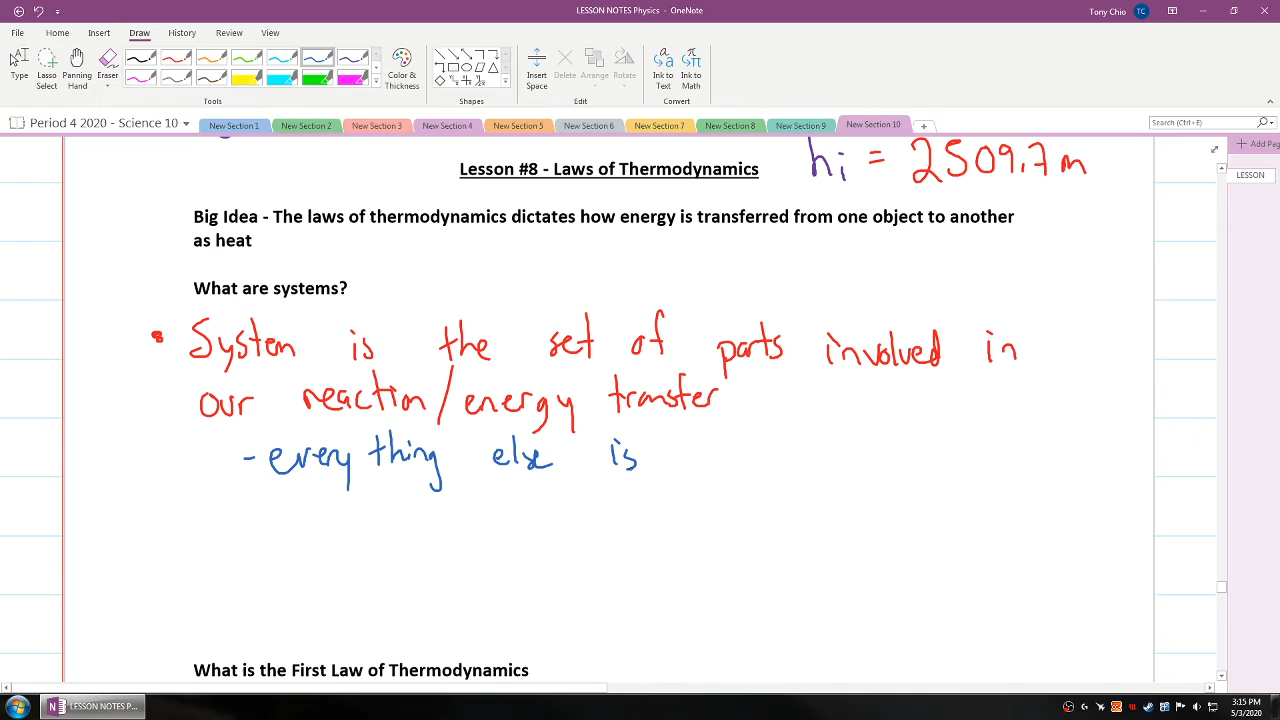 LESSON NOTES Physics - OneNote
Tony Chio TC
File Home Insert Draw History Review View
Type Lasso Select Panning Hand Eraser Color & Thickness Insert Space Delete Arrange Rotate Ink to Text Ink to Math
Tools Shapes Edit Convert
Period 4 2020 - Science 10 New Section 1 New Section 2 New Section 3 New Section 4 New Section 5 New Section 6 New Section 7 New Section 8 New Section 9 New Section 10 Search (Ctrl+E)
Add Pag
hi = 2509.7 m
LESSON
Lesson #8 - Laws of Thermodynamics
Big Idea - The laws of thermodynamics dictates how energy is transferred from one object to another
as heat
What are systems?
System is the set of parts involved in
our reaction/energy transfer
- everything else is
What is the First Law of Thermodynamics
LESSON NOTES P...
3:15 PM
5/3/2020